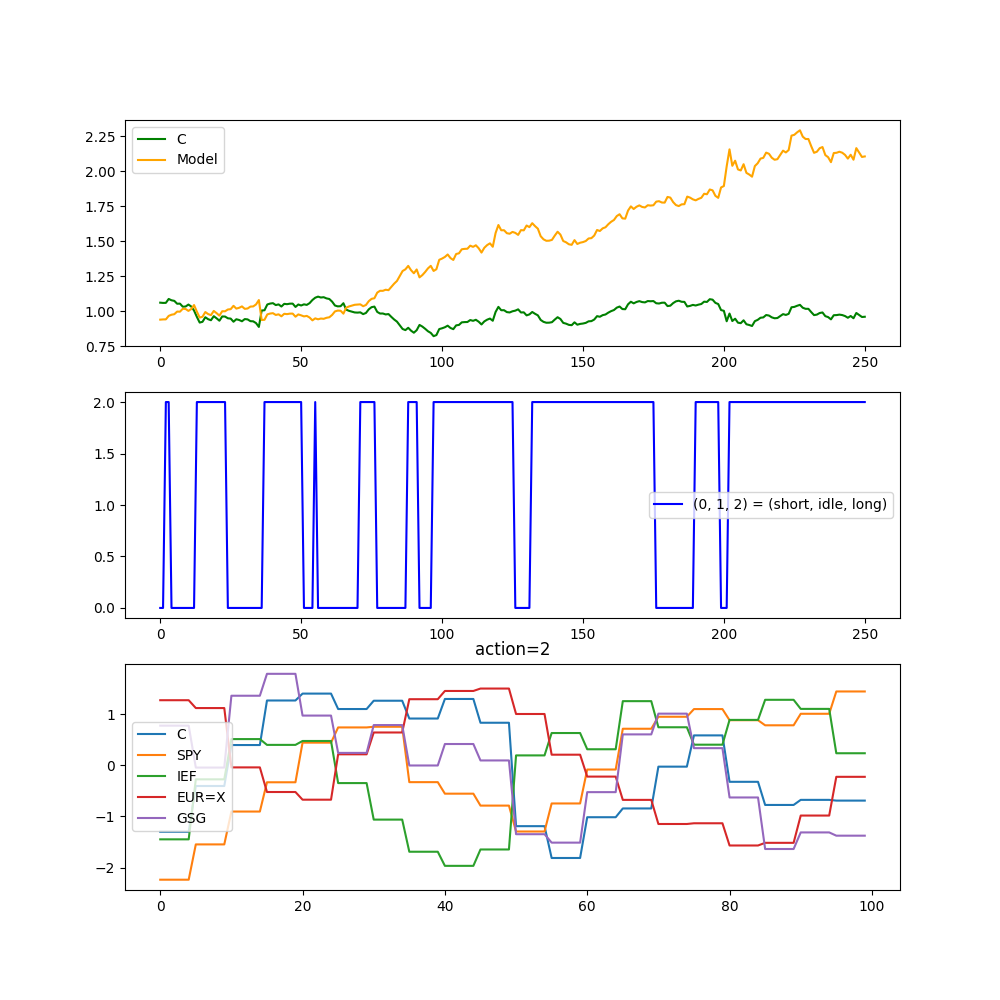 2.25
2.00
1.75
1.50
1.25
1.00
0.75
C
Model
0 50 100 150 200 250
2.0
1.5
1.0
0.5
0.0
(0, 1, 2) = (short, idle, long)
0 50 100 150 200 250
action=2
1
0
−1
−2
C
SPY
IEF
EUR=X
GSG
0 20 40 60 80 100